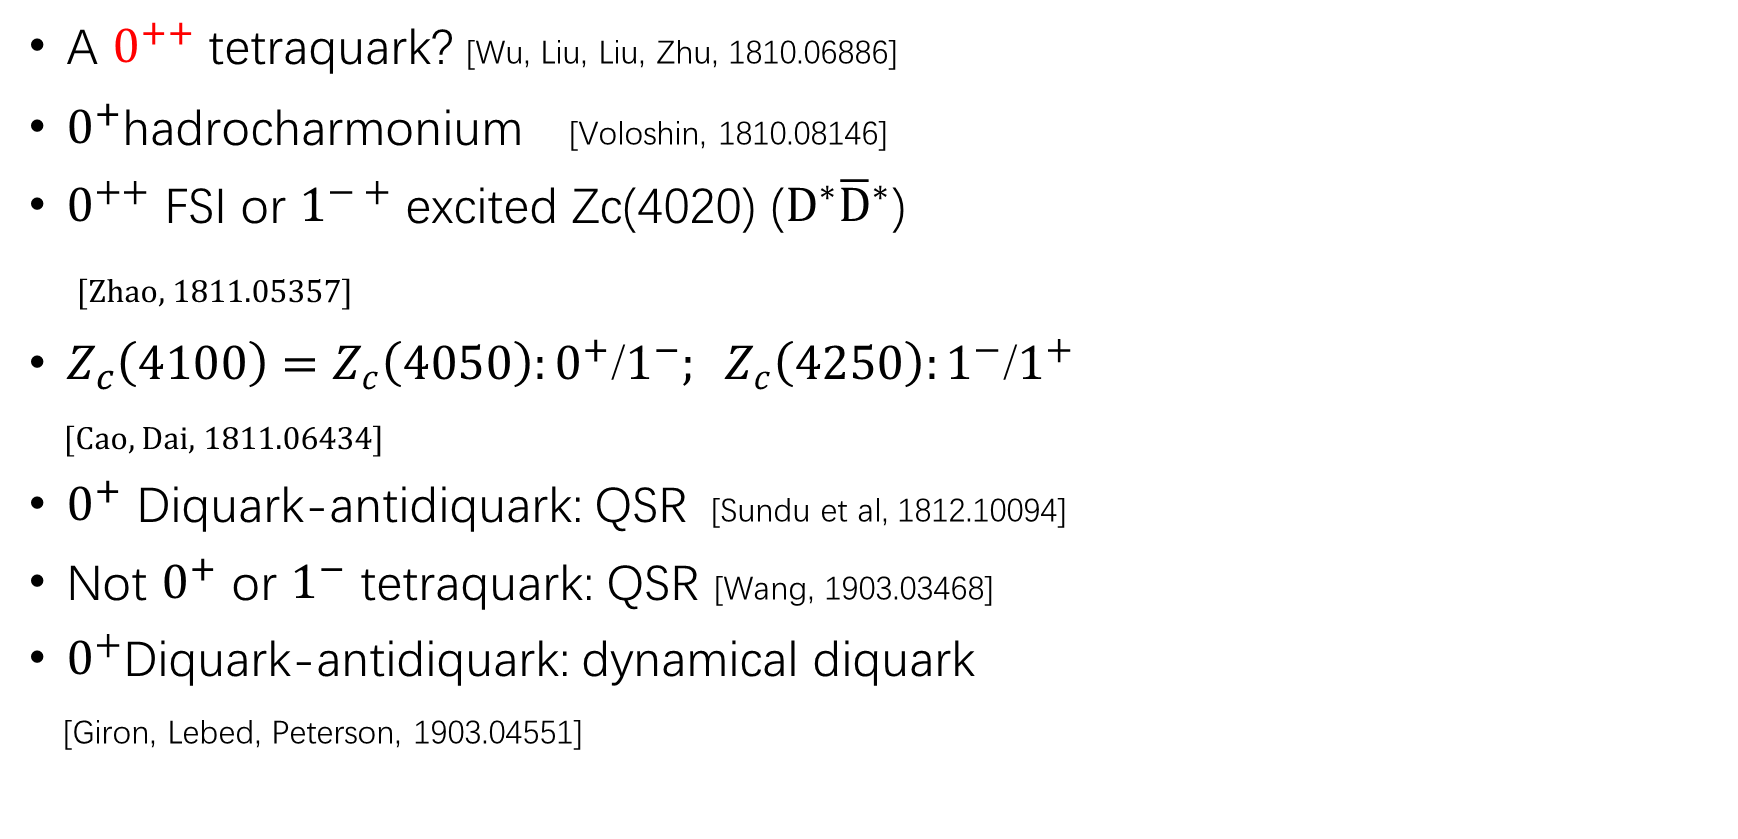 • A 0⁺⁺ tetraquark? [Wu, Liu, Liu, Zhu, 1810.06886]
• 0⁺hadrocharmonium [Voloshin, 1810.08146]
• 0⁺⁺ FSI or 1⁻⁺ excited Zc(4020) (D*D̅*)
[Zhao, 1811.05357]
• Z_c(4100) = Z_c(4050): 0⁺/1⁻; Z_c(4250): 1⁻/1⁺
[Cao, Dai, 1811.06434]
• 0⁺ Diquark-antidiquark: QSR [Sundu et al, 1812.10094]
• Not 0⁺ or 1⁻ tetraquark: QSR [Wang, 1903.03468]
• 0⁺Diquark-antidiquark: dynamical diquark
[Giron, Lebed, Peterson, 1903.04551]